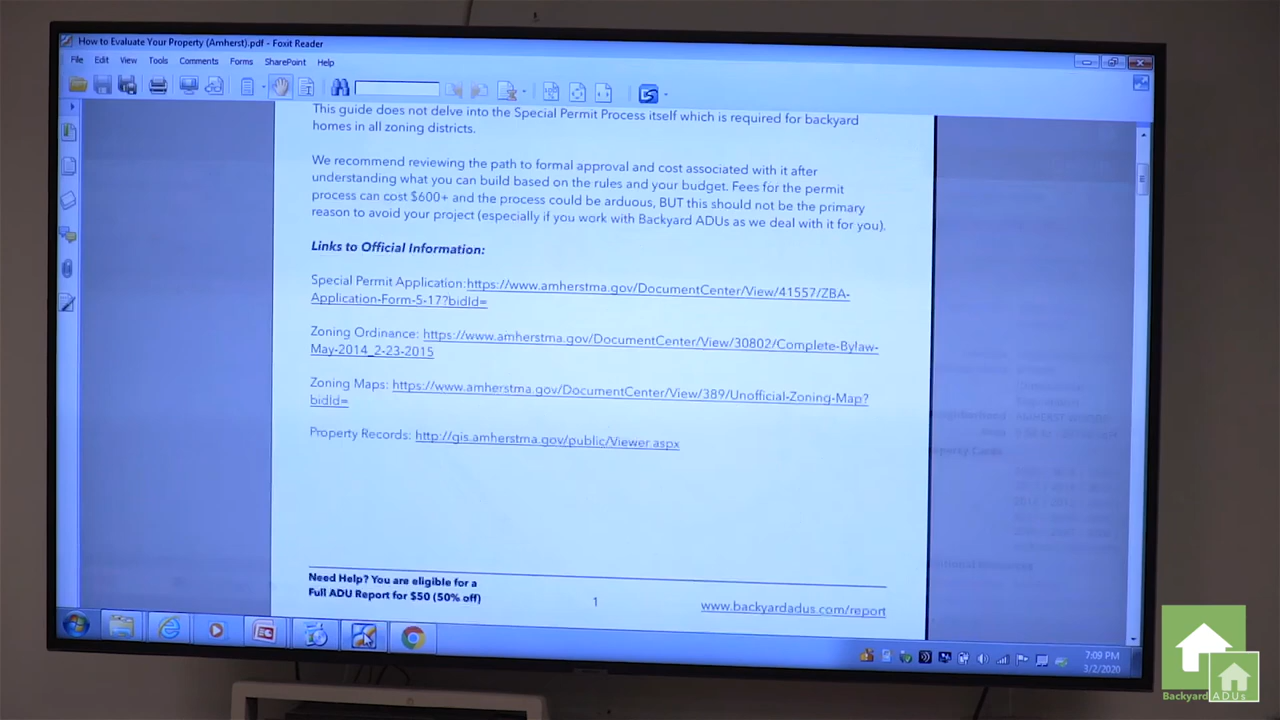 How to Evaluate Your Property (Amherst).pdf - Foxit Reader
File Edit View Tools Comments Forms SharePoint Help
This guide does not delve into the Special Permit Process itself which is required for backyard
homes in all zoning districts.
We recommend reviewing the path to formal approval and cost associated with it after
understanding what you can build based on the rules and your budget. Fees for the permit
process can cost $600+ and the process could be arduous, BUT this should not be the primary
reason to avoid your project (especially if you work with Backyard ADUs as we deal with it for you).
Links to Official Information:
Special Permit Application:https://www.amherstma.gov/DocumentCenter/View/41557/ZBA-
Application-Form-5-17?bidId=
Zoning Ordinance: https://www.amherstma.gov/DocumentCenter/View/30802/Complete-Bylaw-
May-2014_2-23-2015
Zoning Maps: https://www.amherstma.gov/DocumentCenter/View/389/Unofficial-Zoning-Map?
bidId=
Property Records: http://gis.amherstma.gov/public/Viewer.aspx
Need Help? You are eligible for a
Full ADU Report for $50 (50% off)
1
www.backyardadus.com/report
7:09 PM
3/2/2020
Backyard ADUs